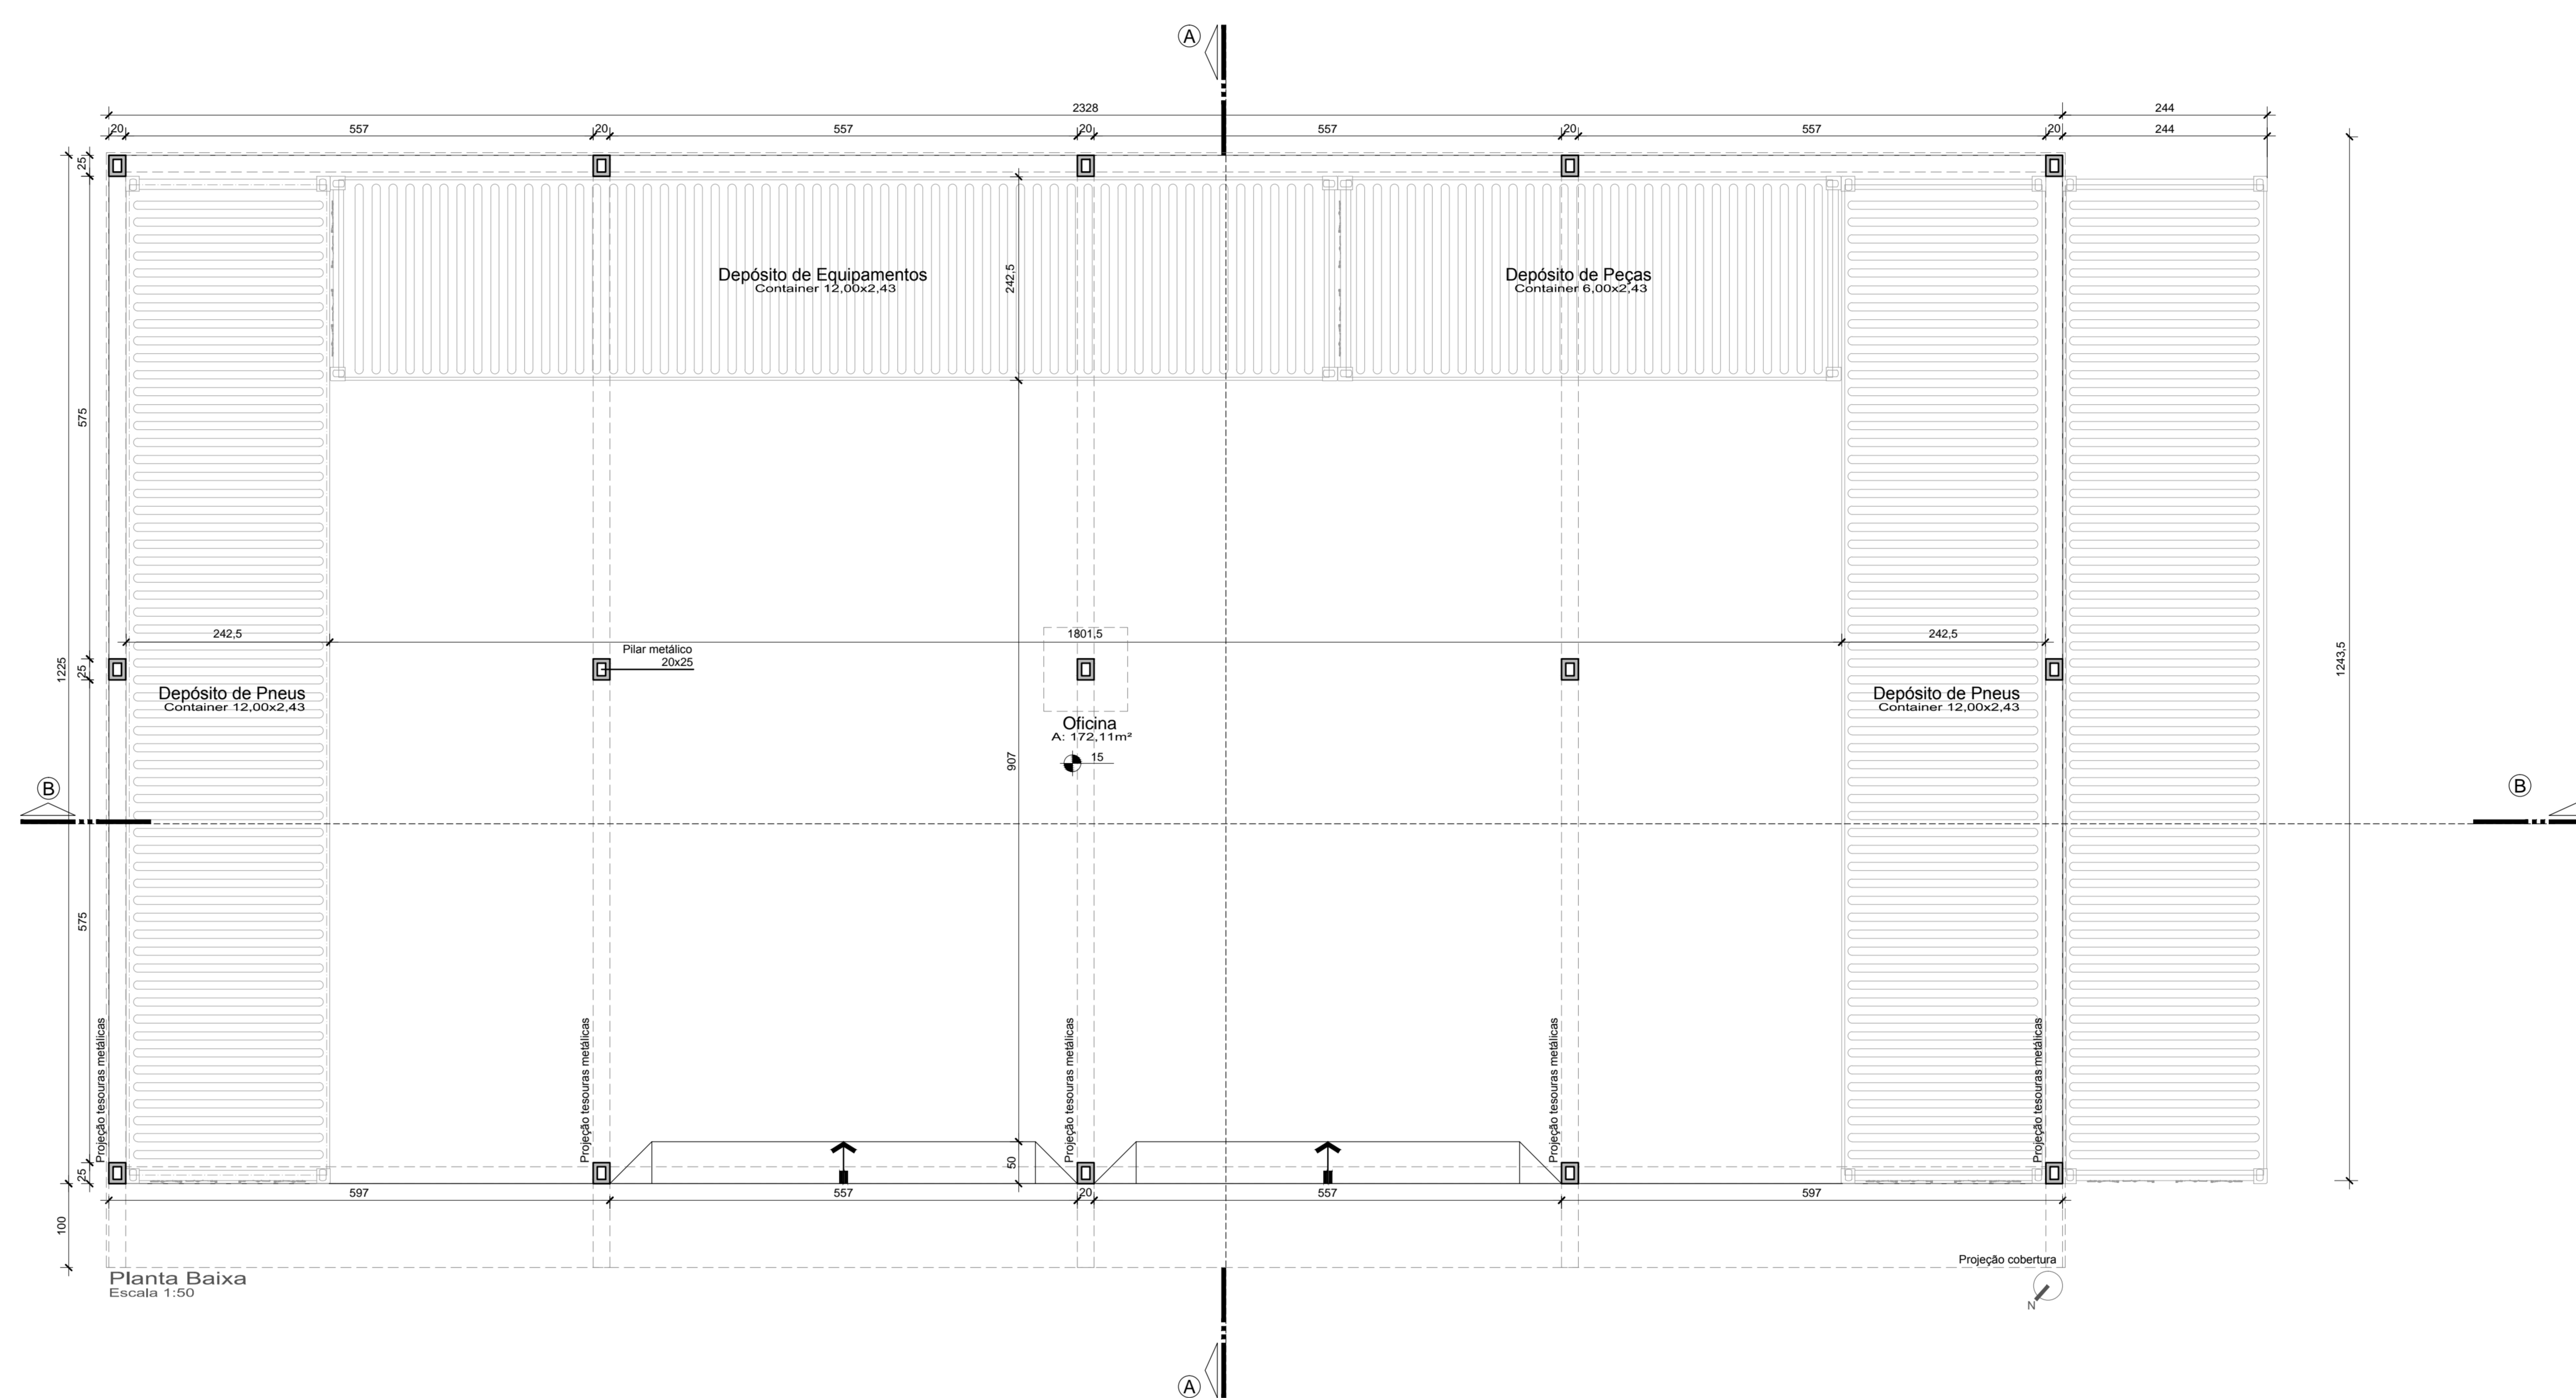 A
2328
244
20
557
20
557
20
557
20
557
20
244
25
Depósito de Equipamentos
Container 12,00x2,43
242,5
Depósito de Peças
Container 6,00x2,43
575
242,5
1801,5
242,5
Pilar metálico
20x25
1225
25
1243,5
Depósito de Pneus
Container 12,00x2,43
Depósito de Pneus
Container 12,00x2,43
Oficina
A: 172,11m²
15
907
B
B
575
Projeção tesouras metálicas
Projeção tesouras metálicas
Projeção tesouras metálicas
Projeção tesouras metálicas
Projeção tesouras metálicas
50
25
597
557
20
557
597
100
Projeção cobertura
Planta Baixa
Escala 1:50
N
A